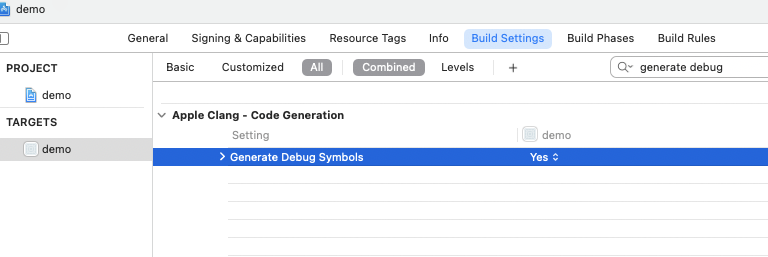 demo
General Signing & Capabilities Resource Tags Info Build Settings Build Phases Build Rules
PROJECT
demo
TARGETS
demo
Basic Customized All Combined Levels + generate debug
Apple Clang - Code Generation
Setting demo
Generate Debug Symbols Yes